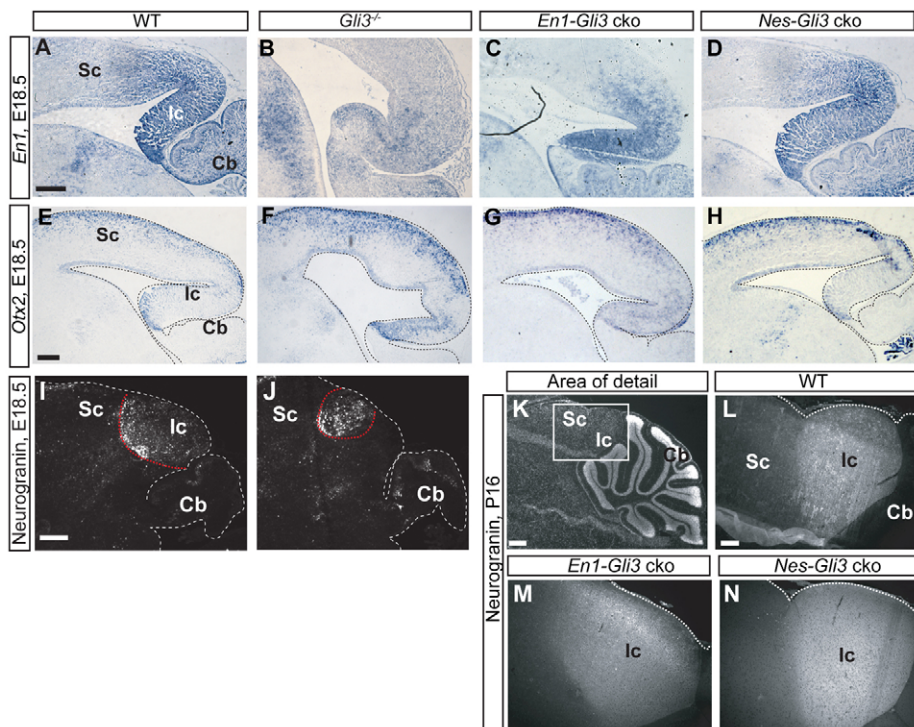 WT
Gli3-/-
En1-Gli3 cko
Nes-Gli3 cko
En1, E18.5
A
Sc
Ic
Cb
B
C
D
Otx2, E18.5
E
Sc
Ic
Cb
F
G
H
Neurogranin, E18.5
I
Sc
Ic
Cb
J
Sc
Cb
Area of detail
WT
Neurogranin, P16
K
Sc
Ic
Cb
L
Sc
Ic
Cb
En1-Gli3 cko
Nes-Gli3 cko
M
Ic
N
Ic